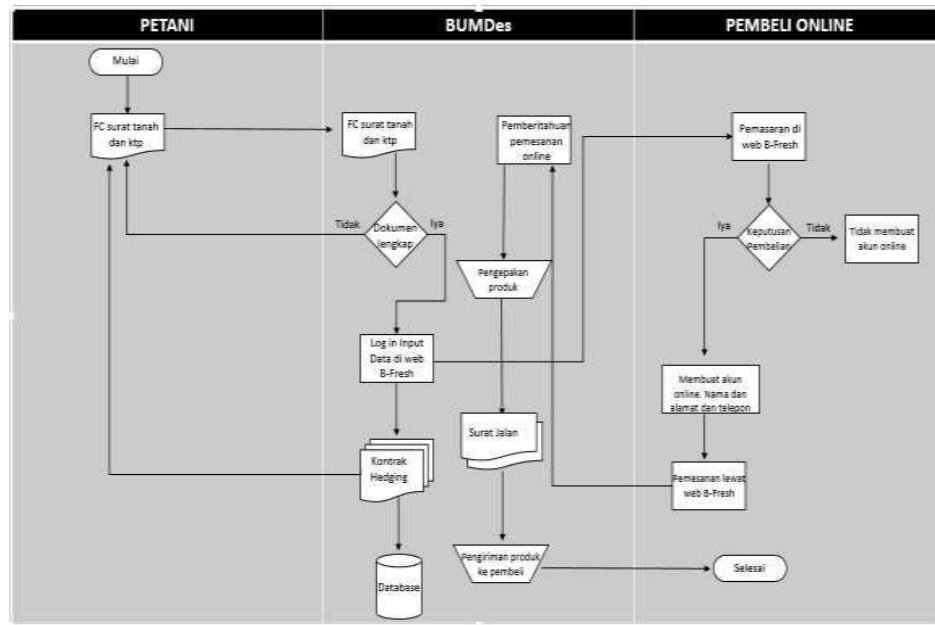 PETANI
BUMDes
PEMBELI ONLINE
Mulai
FC surat tanah
dan ktp
FC surat tanah
dan ktp
Pemberitahuan
pemesanan
online
Pemasaran di
web B-Fresh
Tidak
Dokumen
lengkap
Iya
Iya
Keputusan
Pembelian
Tidak
Tidak membuat
akun online
Pengepakan
produk
Log in Input
Data di web
B-Fresh
Membuat akun
online. Nama dan
alamat dan telepon
Kontrak
Hedging
Surat Jalan
Pemesanan lewat
web B-Fresh
Database
Pengiriman produk
ke pembeli
Selesai